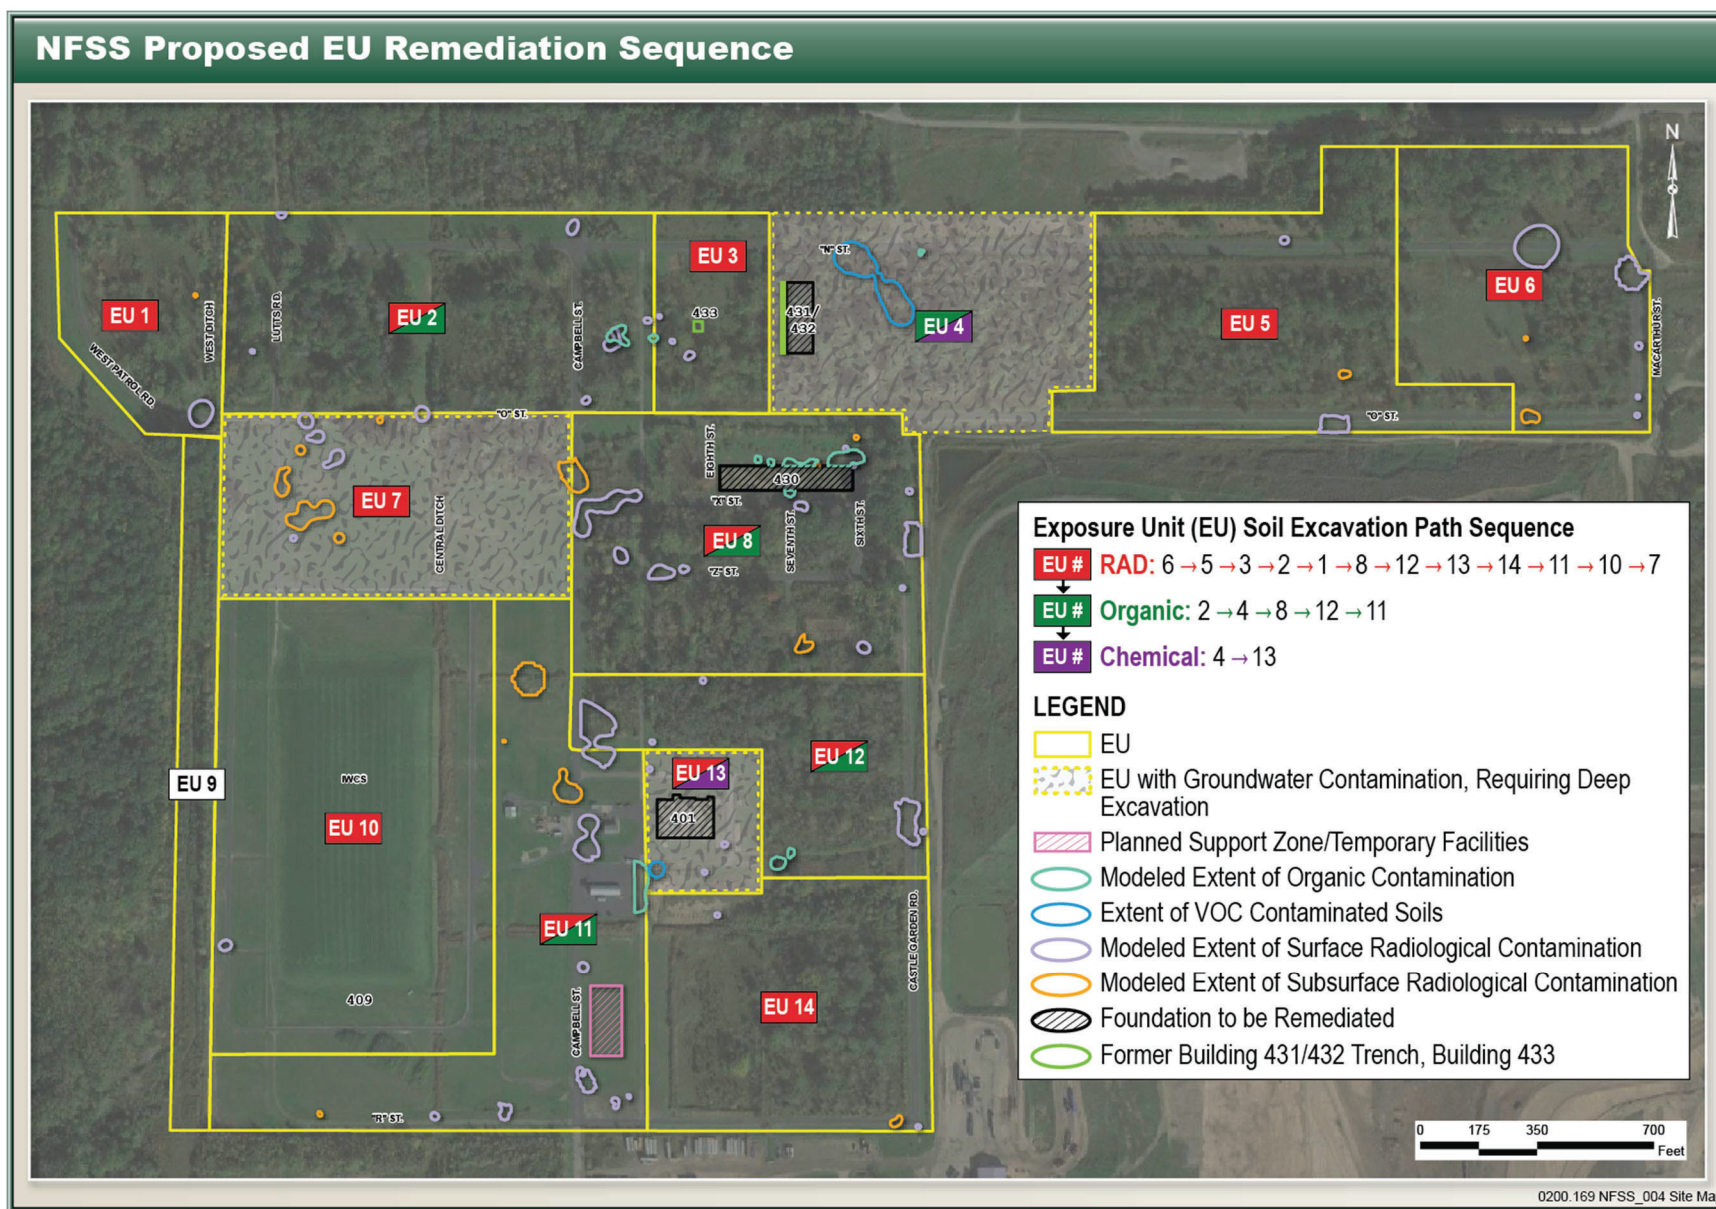 NFSS Proposed EU Remediation Sequence
N
"N" ST.
EU 3
EU 6
EU 1
WEST DITCH
LUTTS RD.
EU 2
CAMPBELL ST.
433
431/
432
EU 4
EU 5
MACARTHUR ST.
WEST PATROL RD.
"O" ST.
"O" ST.
EIGHTH ST.
430
"X" ST.
EU 7
CENTRAL DITCH
SEVENTH ST.
SIXTH ST.
EU 8
"Z" ST.
Exposure Unit (EU) Soil Excavation Path Sequence
EU # RAD: 6 → 5 → 3 → 2 → 1 → 8 → 12 → 13 → 14 → 11 → 10 → 7
EU # Organic: 2 → 4 → 8 → 12 → 11
EU # Chemical: 4 → 13
LEGEND
EU
EU with Groundwater Contamination, Requiring Deep
Excavation
Planned Support Zone/Temporary Facilities
Modeled Extent of Organic Contamination
Extent of VOC Contaminated Soils
Modeled Extent of Surface Radiological Contamination
Modeled Extent of Subsurface Radiological Contamination
Foundation to be Remediated
Former Building 431/432 Trench, Building 433
EU 9
IWCS
EU 10
EU 12
EU 13
401
EU 11
CASTLE GARDEN RD.
409
CAMPBELL ST.
EU 14
"R" ST.
0 175 350 700
Feet
0200.169 NFSS_004 Site Ma